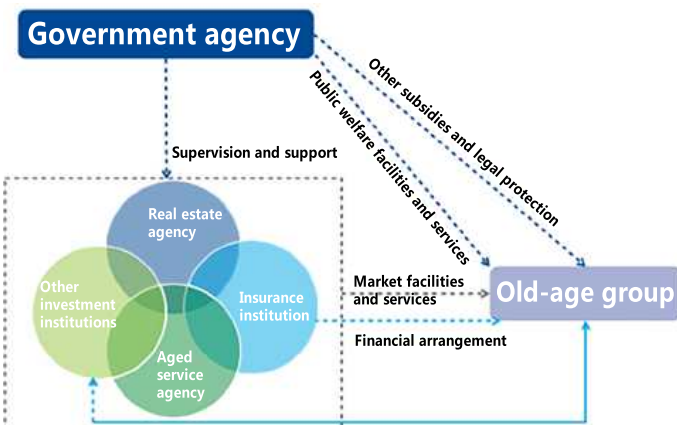 Government agency
Other subsidies and legal protection
Public welfare facilities and services
Supervision and support
Real estate
agency
Other
investment
institutions
Insurance
institution
Aged
service
agency
Market facilities
and services
Old-age group
Financial arrangement